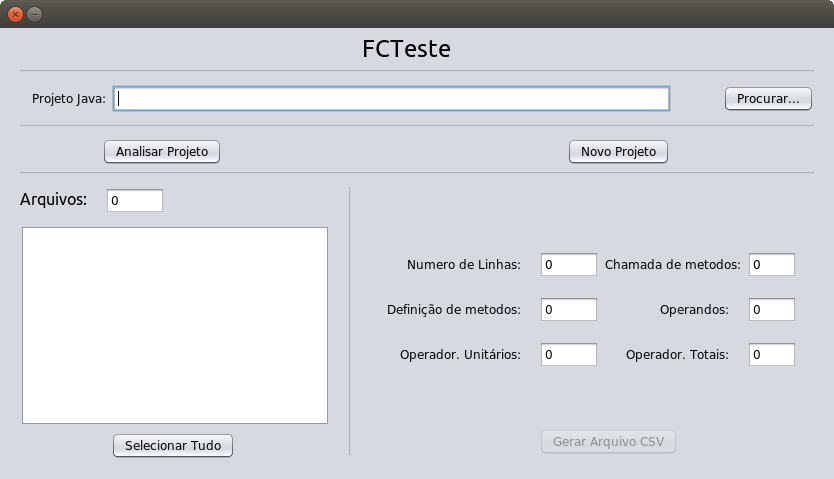 FCTeste
Projeto Java:
Procurar...
Analisar Projeto
Novo Projeto
Arquivos: 0
Numero de Linhas: 0 Chamada de metodos: 0
Definição de metodos: 0 Operandos: 0
Operador. Unitários: 0 Operador. Totais: 0
Selecionar Tudo
Gerar Arquivo CSV